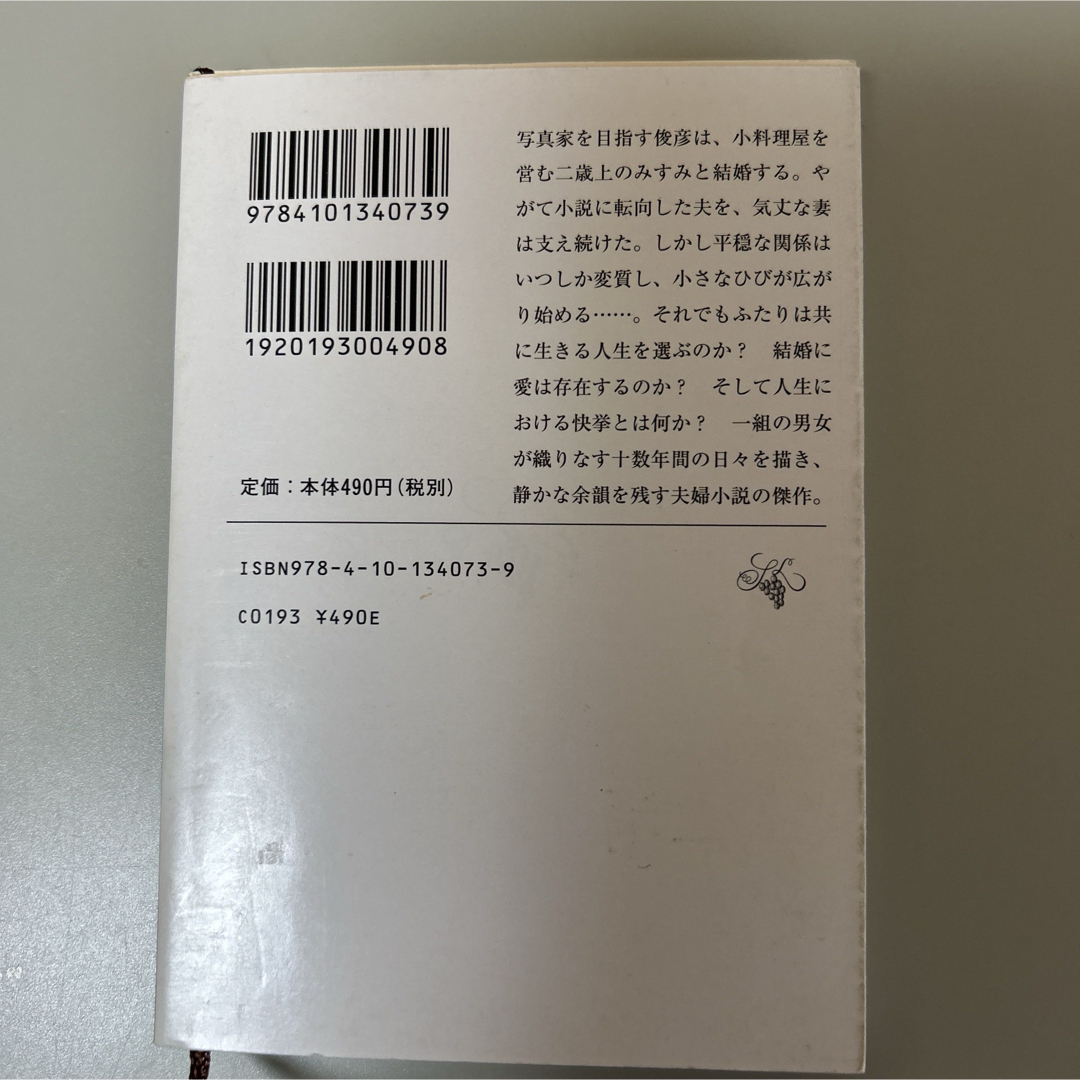 9784101340739
1920193004908
定価：本体490円（税別）
写真家を目指す俊彦は、小料理屋を
営む二歳上のみすみと結婚する。や
がて小説に転向した夫を、気丈な妻
は支え続けた。しかし平穏な関係は
いつしか変質し、小さなひびが広が
り始める……。それでもふたりは共
に生きる人生を選ぶのか？　結婚に
愛は存在するのか？　そして人生に
おける快挙とは何か？　一組の男女
が織りなす十数年間の日々を描き、
静かな余韻を残す夫婦小説の傑作。
ISBN978-4-10-134073-9
C0193 ¥490E